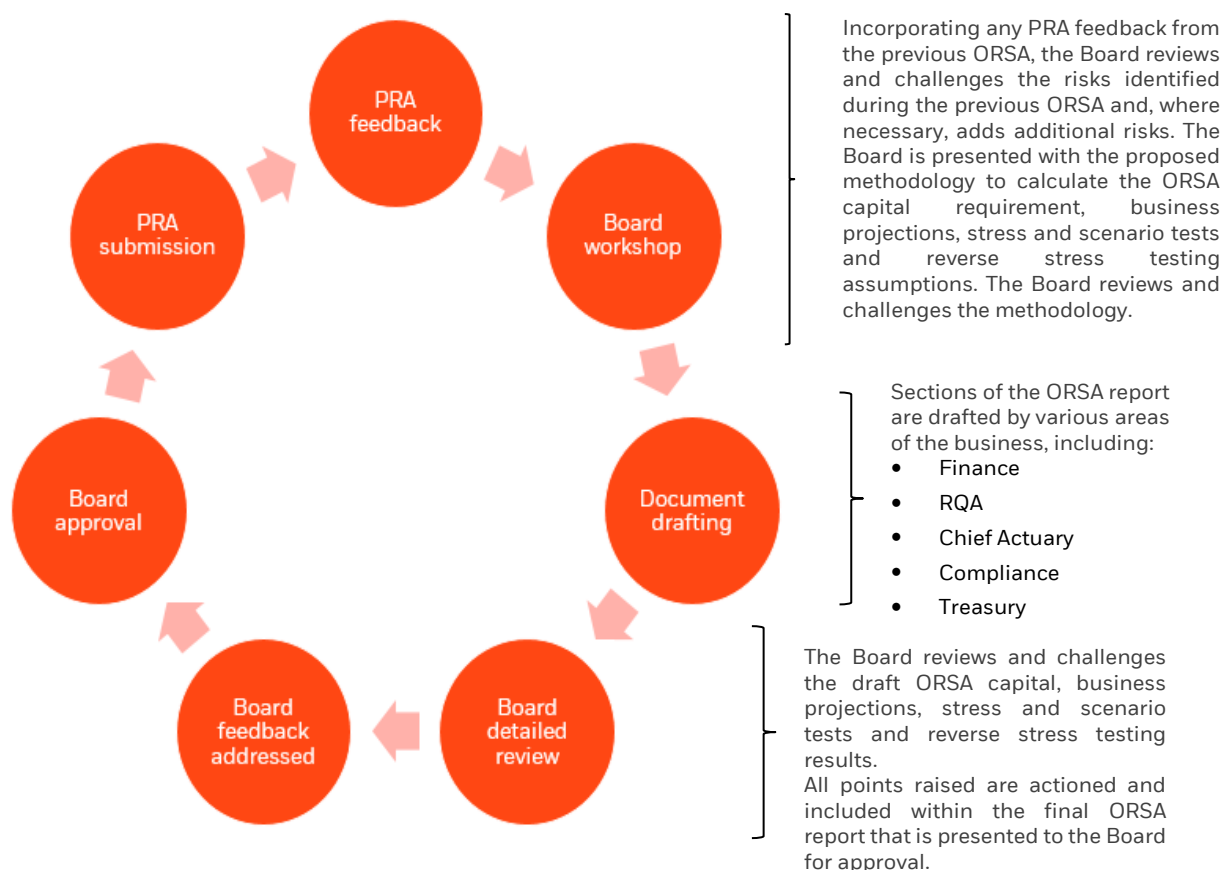 PRA
feedback
Board
workshop
Document
drafting
Board
detailed
review
Board
feedback
addressed
Board
approval
PRA
submission
Incorporating any PRA feedback from
the previous ORSA, the Board reviews
and challenges the risks identified
during the previous ORSA and, where
necessary, adds additional risks. The
Board is presented with the proposed
methodology to calculate the ORSA
capital requirement, business
projections, stress and scenario tests
and reverse stress testing
assumptions. The Board reviews and
challenges the methodology.
Sections of the ORSA report
are drafted by various areas
of the business, including:
• Finance
• RQA
• Chief Actuary
• Compliance
• Treasury
The Board reviews and challenges
the draft ORSA capital, business
projections, stress and scenario
tests and reverse stress testing
results.
All points raised are actioned and
included within the final ORSA
report that is presented to the Board
for approval.